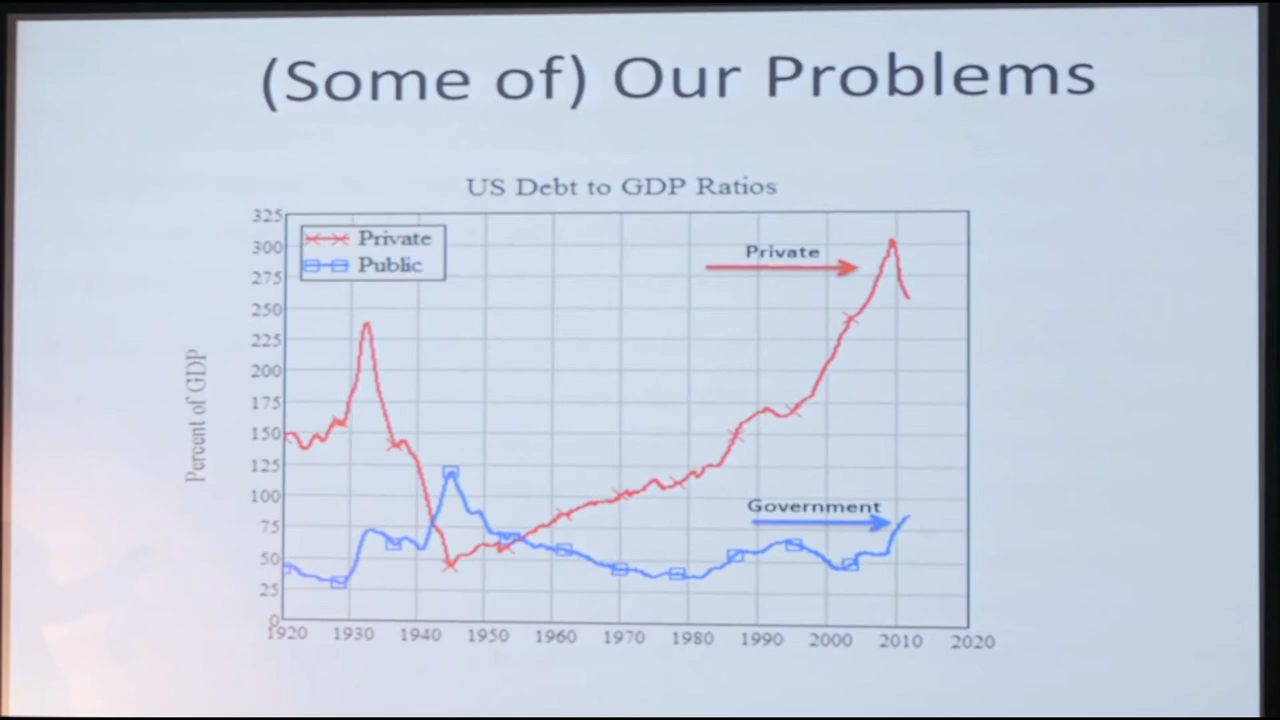 (Some of) Our Problems
US Debt to GDP Ratios
325
300
275
250
225
200
175
150
125
100
75
50
25
0
Percent of GDP
Private
Public
Private
Government
1920 1930 1940 1950 1960 1970 1980 1990 2000 2010 2020